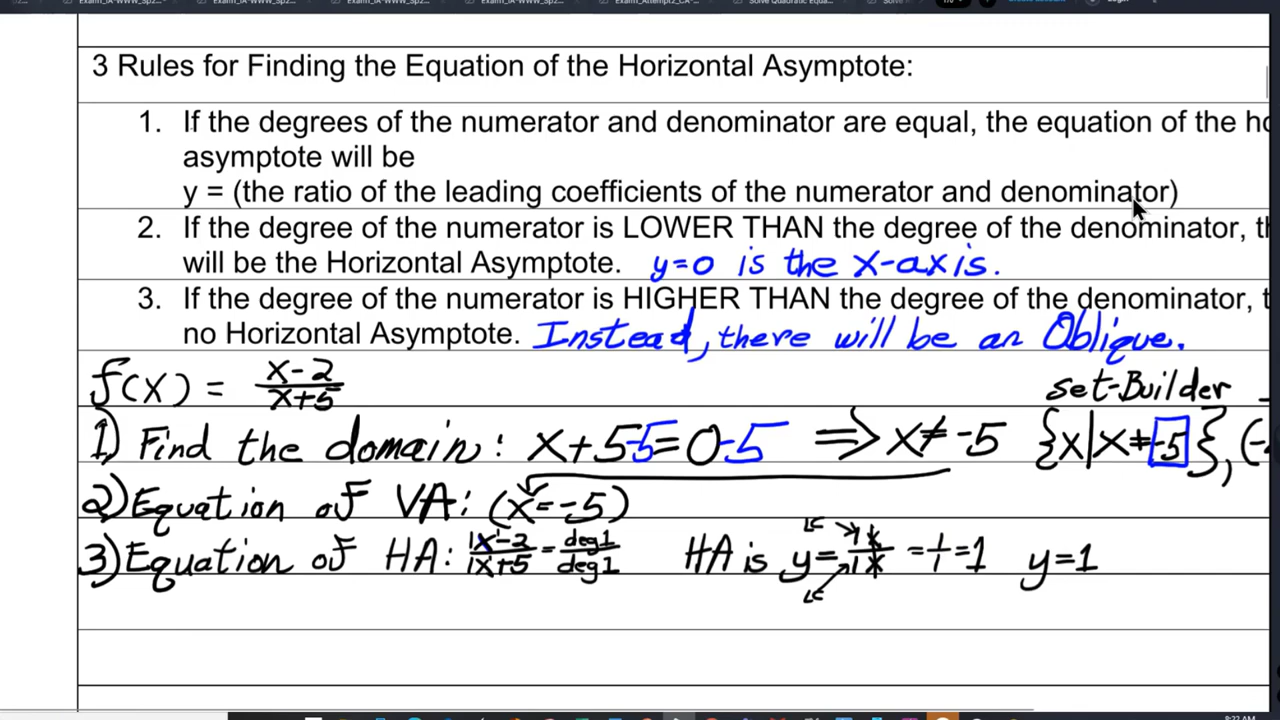 3 Rules for Finding the Equation of the Horizontal Asymptote:
1. If the degrees of the numerator and denominator are equal, the equation of the
asymptote will be
y = (the ratio of the leading coefficients of the numerator and denominator)
2. If the degree of the numerator is LOWER THAN the degree of the denominator,
will be the Horizontal Asymptote. y=0 is the x-axis.
3. If the degree of the numerator is HIGHER THAN the degree of the denominator,
no Horizontal Asymptote. Instead, there will be an Oblique.
f(x) = x-2/x+5 set-Builder
1) Find the domain: x+5-5=0-5 ⇒ x≠-5 {x|x≠-5}, (-
2) Equation of VA: (x=-5)
3) Equation of HA: 1x-2/1x+5 = deg1/deg1 HA is y= 1x/1x = 1 = 1 y=1